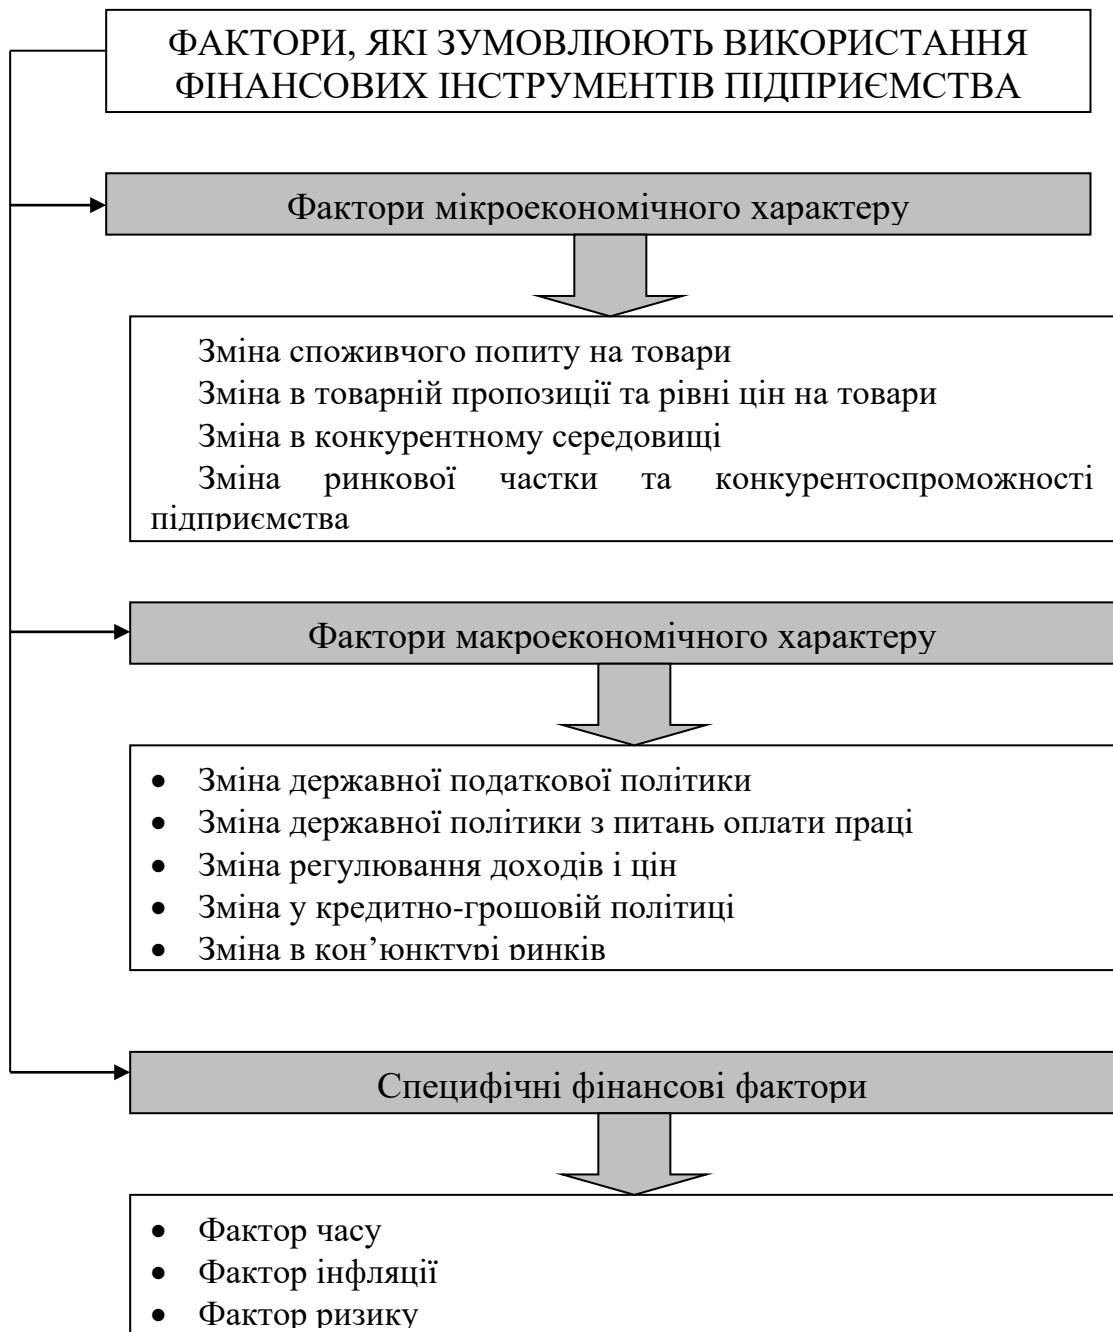 ФАКТОРИ, ЯКІ ЗУМОВЛЮЮТЬ ВИКОРИСТАННЯ
ФІНАНСОВИХ ІНСТРУМЕНТІВ ПІДПРИЄМСТВА
Фактори мікроекономічного характеру
Зміна споживчого попиту на товари
Зміна в товарній пропозиції та рівні цін на товари
Зміна в конкурентному середовищі
Зміна ринкової частки та конкурентоспроможності
підприємства
Фактори макроекономічного характеру
• Зміна державної податкової політики
• Зміна державної політики з питань оплати праці
• Зміна регулювання доходів і цін
• Зміна у кредитно-грошовій політиці
• Зміна в кон’юнктурі ринків
Специфічні фінансові фактори
• Фактор часу
• Фактор інфляції
• Фактор ризику